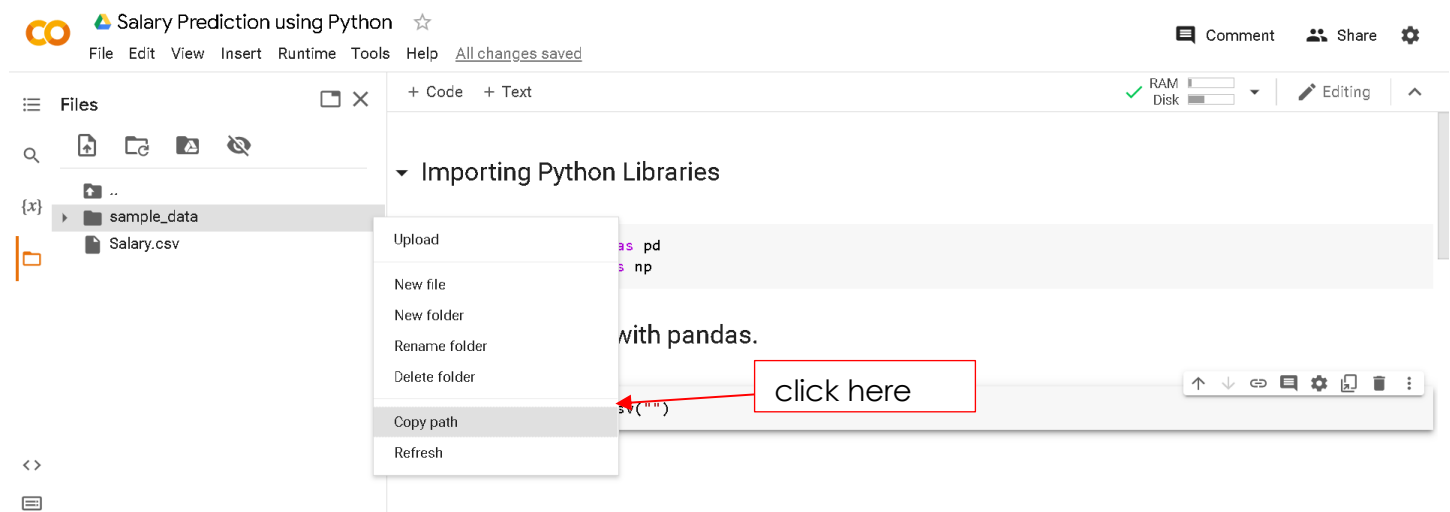 Salary Prediction using Python
File Edit View Insert Runtime Tools Help All changes saved
Comment Share
Files
+ Code + Text
RAM
Disk
Editing
{x}
..
sample_data
Salary.csv
Importing Python Libraries
Upload
New file
New folder
Rename folder
Delete folder
Copy path
Refresh
as pd
s np
with pandas.
click here
sv("")